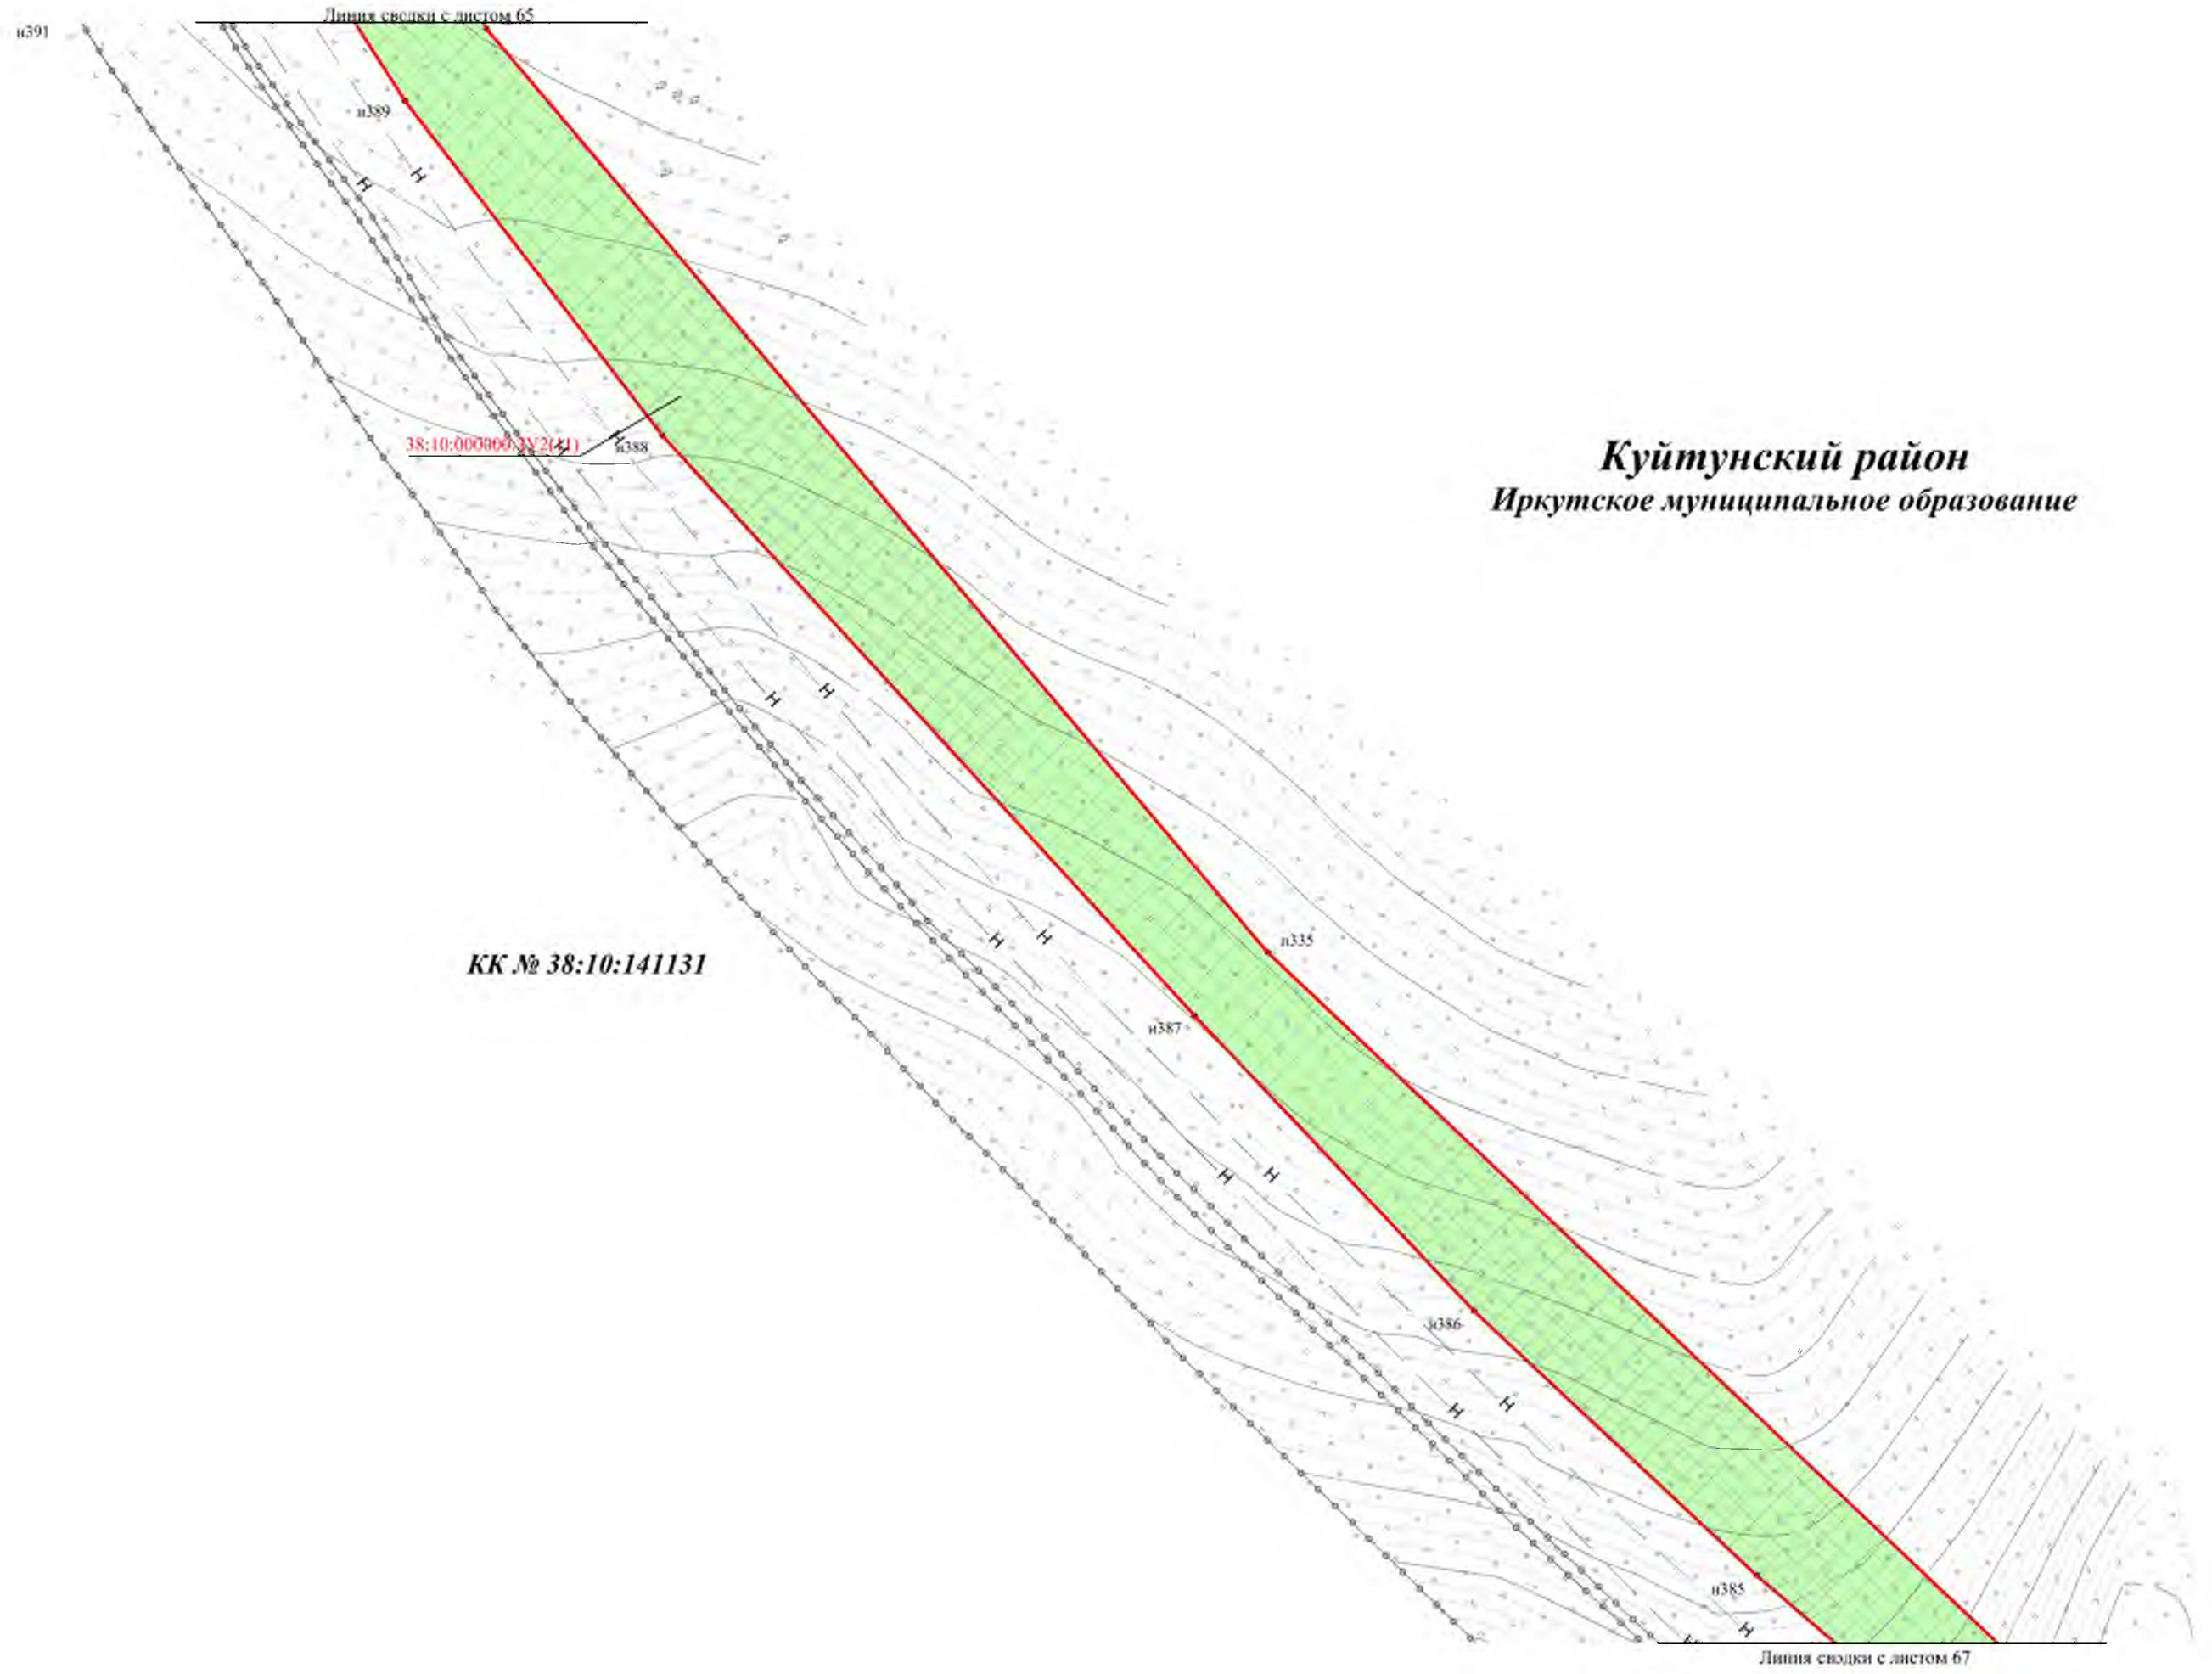 Линия сводки с листом 65
н391
н389
38:10:000000:ЗУ2(41)
н388
Куйтунский район
Иркутское муниципальное образование
н335
КК № 38:10:141131
н387
н386
н385
Линия сводки с листом 67